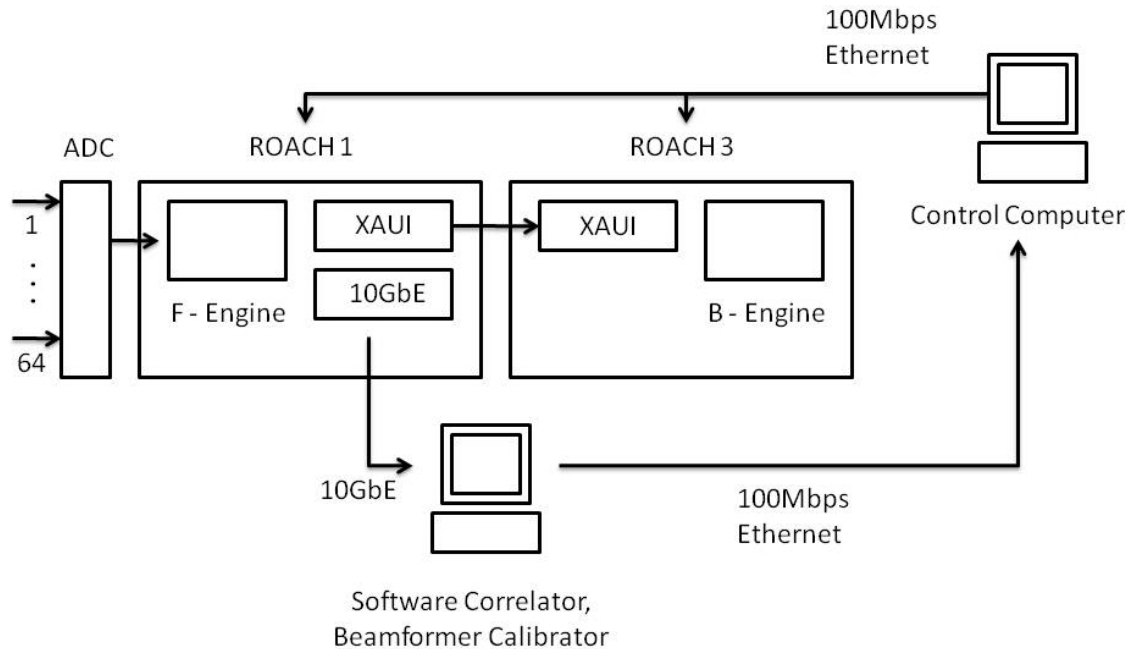 100Mbps
Ethernet
ADC
ROACH 1
ROACH 3
1
.
.
.
64
XAUI
XAUI
10GbE
F - Engine
B - Engine
Control Computer
10GbE
100Mbps
Ethernet
Software Correlator,
Beamformer Calibrator